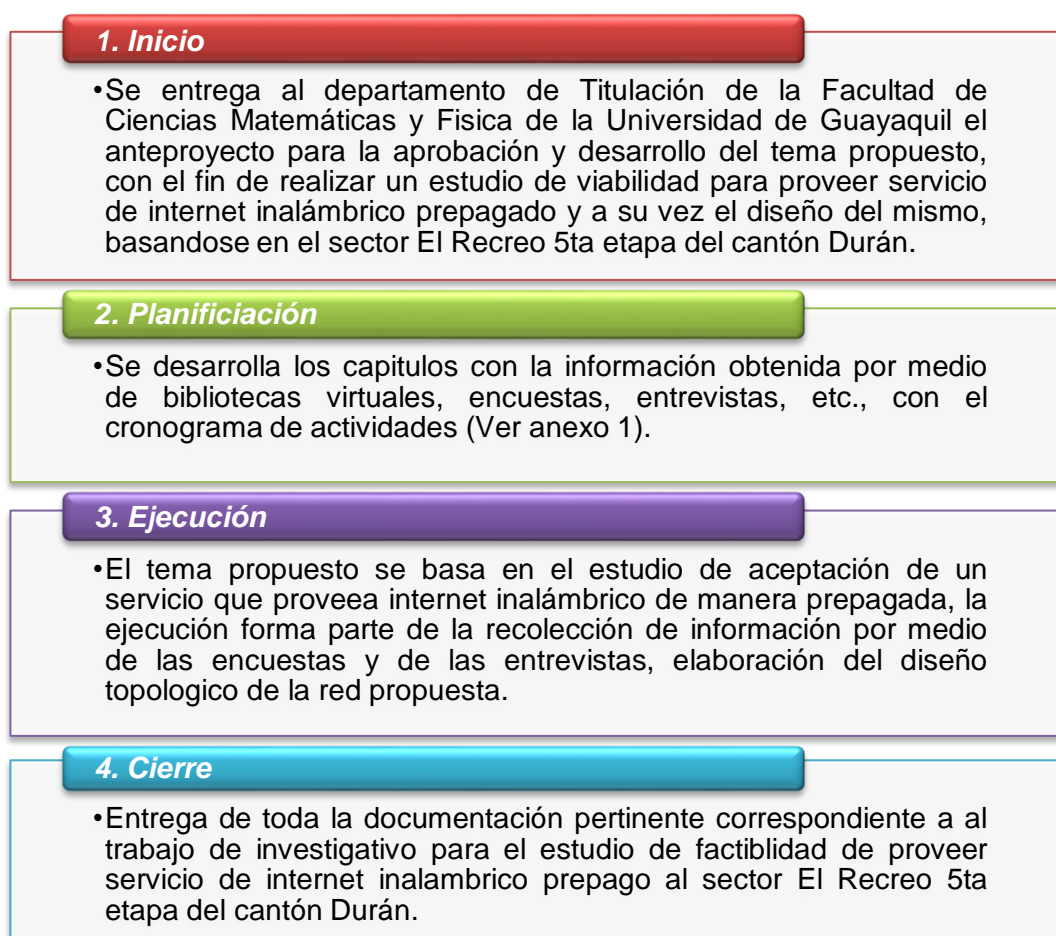 1. Inicio
•Se entrega al departamento de Titulación de la Facultad de
Ciencias Matemáticas y Fisica de la Universidad de Guayaquil el
anteproyecto para la aprobación y desarrollo del tema propuesto,
con el fin de realizar un estudio de viabilidad para proveer servicio
de internet inalámbrico prepagado y a su vez el diseño del mismo,
basandose en el sector El Recreo 5ta etapa del cantón Durán.
2. Planificiación
•Se desarrolla los capitulos con la información obtenida por medio
de bibliotecas virtuales, encuestas, entrevistas, etc., con el
cronograma de actividades (Ver anexo 1).
3. Ejecución
•El tema propuesto se basa en el estudio de aceptación de un
servicio que proveea internet inalámbrico de manera prepagada, la
ejecución forma parte de la recolección de información por medio
de las encuestas y de las entrevistas, elaboración del diseño
topologico de la red propuesta.
4. Cierre
•Entrega de toda la documentación pertinente correspondiente a al
trabajo de investigativo para el estudio de factiblidad de proveer
servicio de internet inalambrico prepago al sector El Recreo 5ta
etapa del cantón Durán.